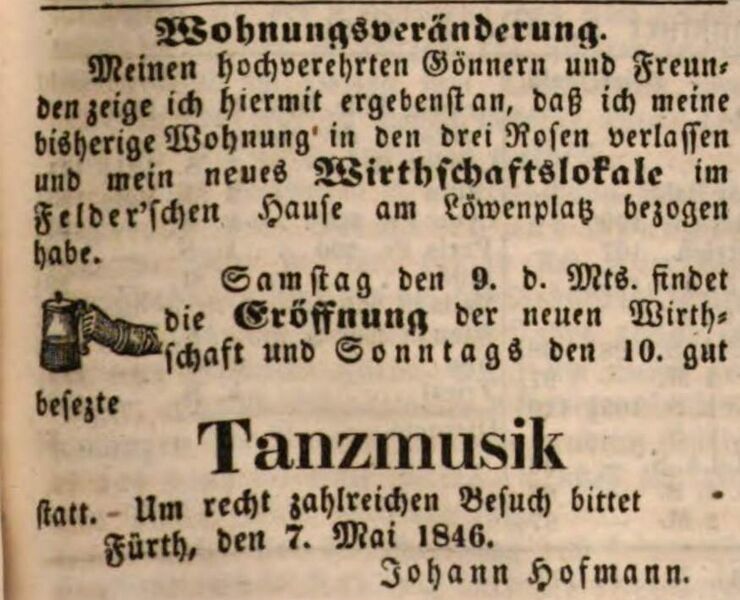 Wohnungsveränderung.
Meinen hochverehrten Gönnern und Freun-
den zeige ich hiermit ergebenst an, daß ich meine
bisherige Wohnung in den drei Rosen verlassen
und mein neues Wirthschaftslokale im
Felder'schen Hause am Löwenplatz bezogen
habe.
Samstag den 9. d. Mts. findet
die Eröffnung der neuen Wirth-
schaft und Sonntags den 10. gut
besezte
Tanzmusik
statt. - Um recht zahlreichen Besuch bittet
Fürth, den 7. Mai 1846.
Johann Hofmann.